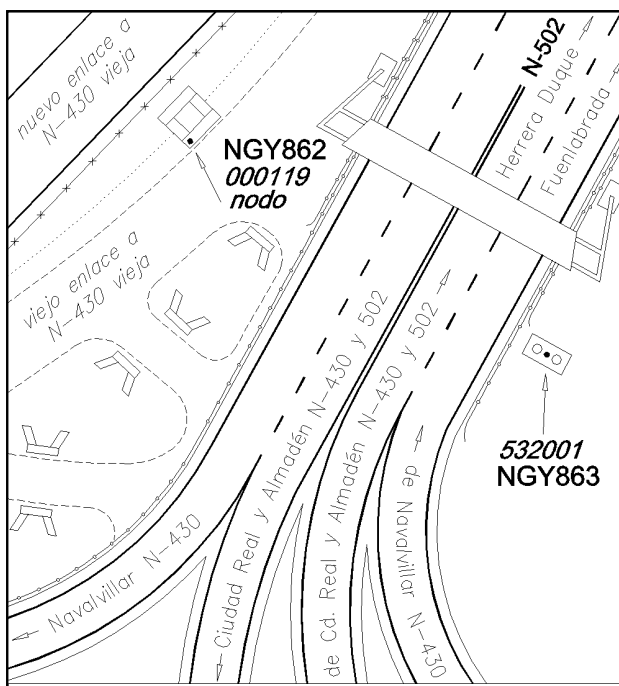 nuevo enlace a
N-430 vieja
NGY862
000119
nodo
N-502
Herrera Duque
Fuenlabrada
viejo enlace a
N-430 vieja
532001
NGY863
Navalvillar N-430
Ciudad Real y Almadén N-430 y 502
de Cd. Real y Almadén N-430 y 502
de Navalvillar N-430